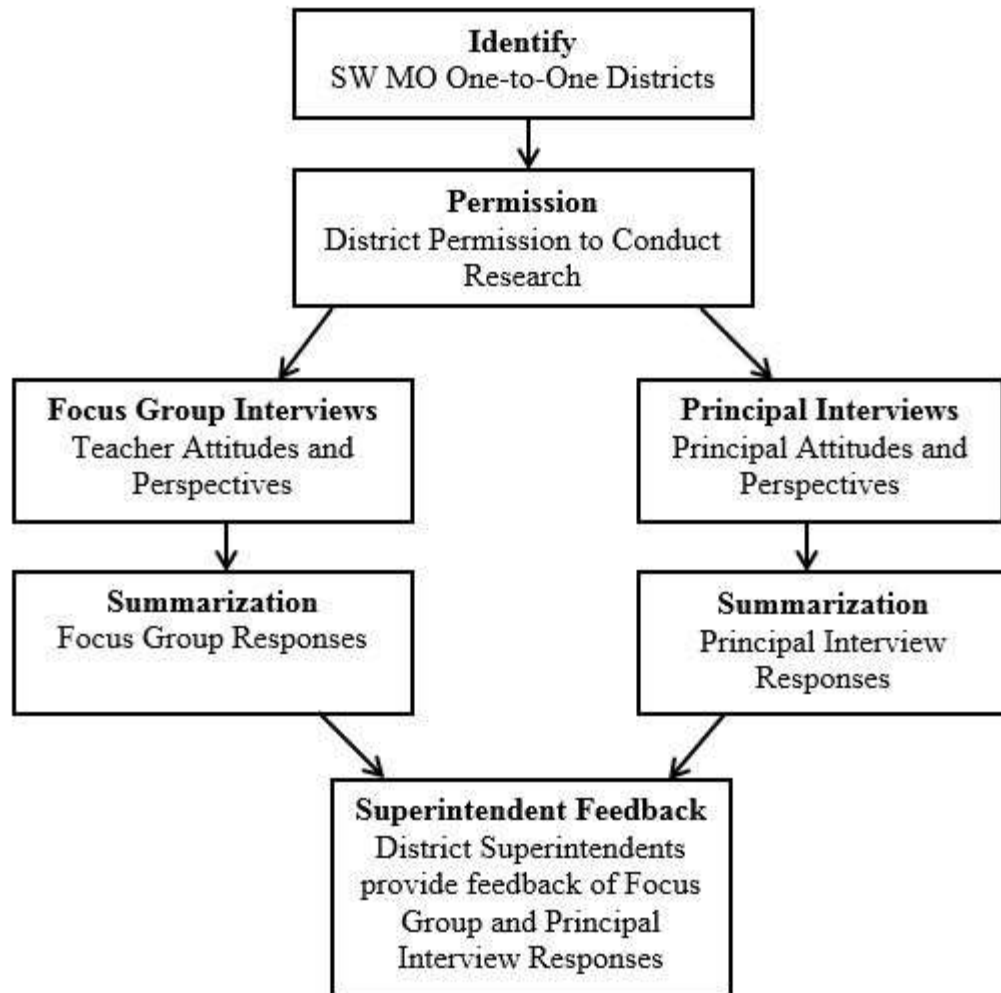 Identify
SW MO One-to-One Districts
Permission
District Permission to Conduct
Research
Focus Group Interviews
Teacher Attitudes and
Perspectives
Principal Interviews
Principal Attitudes and
Perspectives
Summarization
Focus Group Responses
Summarization
Principal Interview
Responses
Superintendent Feedback
District Superintendents
provide feedback of Focus
Group and Principal
Interview Responses